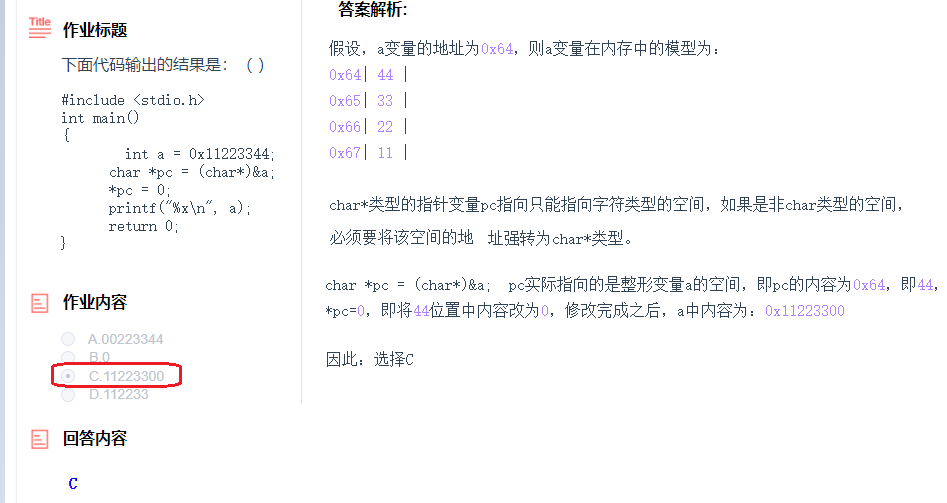 Title
作业标题
下面代码输出的结果是：（ ）
#include <stdio.h>
int main()
{
int a = 0x11223344;
char *pc = (char*)&a;
*pc = 0;
printf("%x\n", a);
return 0;
}
作业内容
A.00223344
B.0
C.11223300
D.112233
回答内容
C
答案解析:
假设，a变量的地址为0x64，则a变量在内存中的模型为：
0x64| 44 |
0x65| 33 |
0x66| 22 |
0x67| 11 |
char*类型的指针变量pc指向只能指向字符类型的空间，如果是非char类型的空间，
必须要将该空间的地 址强转为char*类型。
char *pc = (char*)&a; pc实际指向的是整形变量a的空间，即pc的内容为0x64，即44，
*pc=0，即将44位置中内容改为0，修改完成之后，a中内容为：0x11223300
因此：选择C